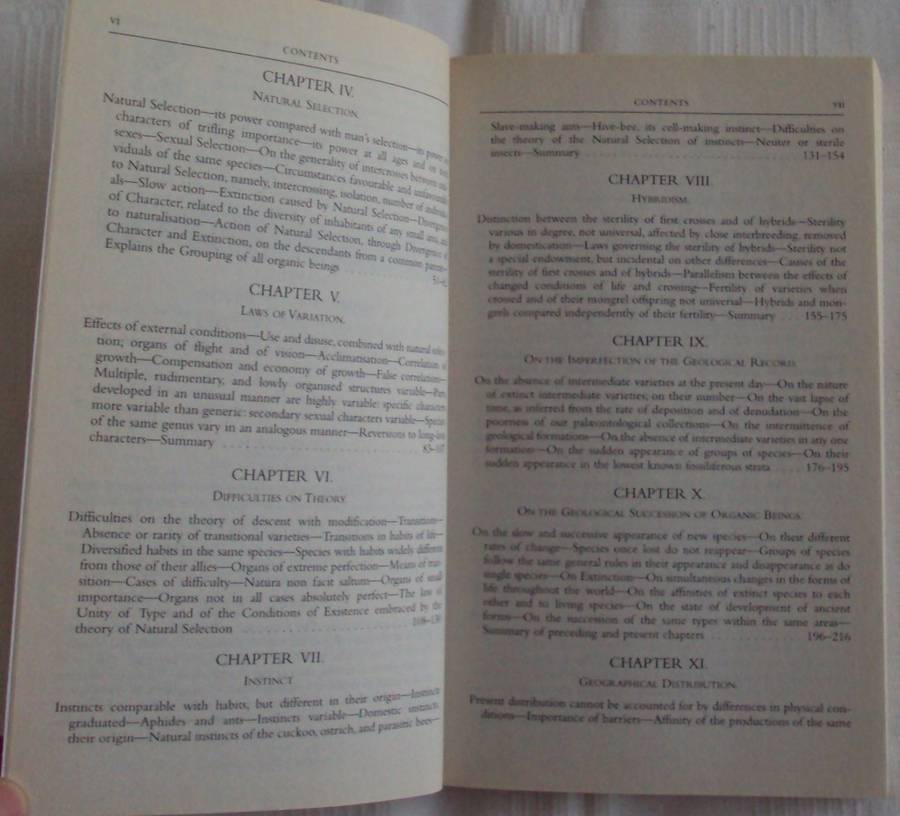 vi
CONTENTS
CHAPTER IV.
NATURAL SELECTION.
Natural Selection—its power compared with man's selection—its power
characters of trifling importance—its power at all ages and on both
sexes—Sexual Selection—On the generality of intercrosses between
viduals of the same species—Circumstances favourable and unfavourable
to Natural Selection, namely, intercrossing, isolation, number of
als—Slow action—Extinction caused by Natural Selection—Divergence
of Character, related to the diversity of inhabitants of any small area, and
to naturalisation—Action of Natural Selection, through Divergence of
Character and Extinction, on the descendants from a common parent—
Explains the Grouping of all organic beings
CHAPTER V.
LAWS OF VARIATION.
Effects of external conditions—Use and disuse, combined with natural
tion; organs of flight and of vision—Acclimatisation—Correlation of
growth—Compensation and economy of growth—False correlations—
Multiple, rudimentary, and lowly organised structures variable—Parts
developed in an unusual manner are highly variable: specific characters
more variable than generic: secondary sexual characters variable—Species
of the same genus vary in an analogous manner—Reversions to long-lost
characters—Summary
CHAPTER VI.
DIFFICULTIES ON THEORY.
Difficulties on the theory of descent with modification—Transitions—
Absence or rarity of transitional varieties—Transitions in habits of life—
Diversified habits in the same species—Species with habits widely different
from those of their allies—Organs of extreme perfection—Means of tran-
sition—Cases of difficulty—Natura non facit saltum—Organs of small
importance—Organs not in all cases absolutely perfect—The law of
Unity of Type and of the Conditions of Existence embraced by the
theory of Natural Selection
CHAPTER VII.
INSTINCT.
Instincts comparable with habits, but different in their origin—Instincts
graduated—Aphides and ants—Instincts variable—Domestic instincts,
their origin—Natural instincts of the cuckoo, ostrich, and parasitic bees—
CONTENTS
vii
Slave-making ants—Hive-bee, its cell-making instinct—Difficulties on
the theory of the Natural Selection of instincts—Neuter or sterile
insects—Summary 131–154
CHAPTER VIII.
HYBRIDISM.
Distinction between the sterility of first crosses and of hybrids—Sterility
various in degree, not universal, affected by close interbreeding, removed
by domestication—Laws governing the sterility of hybrids—Sterility not
a special endowment, but incidental on other differences—Causes of the
sterility of first crosses and of hybrids—Parallelism between the effects of
changed conditions of life and crossing—Fertility of varieties when
crossed and of their mongrel offspring not universal—Hybrids and mon-
grels compared independently of their fertility—Summary 155–175
CHAPTER IX.
ON THE IMPERFECTION OF THE GEOLOGICAL RECORD.
On the absence of intermediate varieties at the present day—On the nature
of extinct intermediate varieties; on their number—On the vast lapse of
time, as inferred from the rate of deposition and of denudation—On the
poorness of our palæontological collections—On the intermittence of
geological formations—On the absence of intermediate varieties in any one
formation—On the sudden appearance of groups of species—On their
sudden appearance in the lowest known fossiliferous strata 176–195
CHAPTER X.
ON THE GEOLOGICAL SUCCESSION OF ORGANIC BEINGS.
On the slow and successive appearance of new species—On their different
rates of change—Species once lost do not reappear—Groups of species
follow the same general rules in their appearance and disappearance as do
single species—On Extinction—On simultaneous changes in the forms of
life throughout the world—On the affinities of extinct species to each
other and to living species—On the state of development of ancient
forms—On the succession of the same types within the same areas—
Summary of preceding and present chapters 196–216
CHAPTER XI.
GEOGRAPHICAL DISTRIBUTION.
Present distribution cannot be accounted for by differences in physical con-
ditions—Importance of barriers—Affinity of the productions of the same